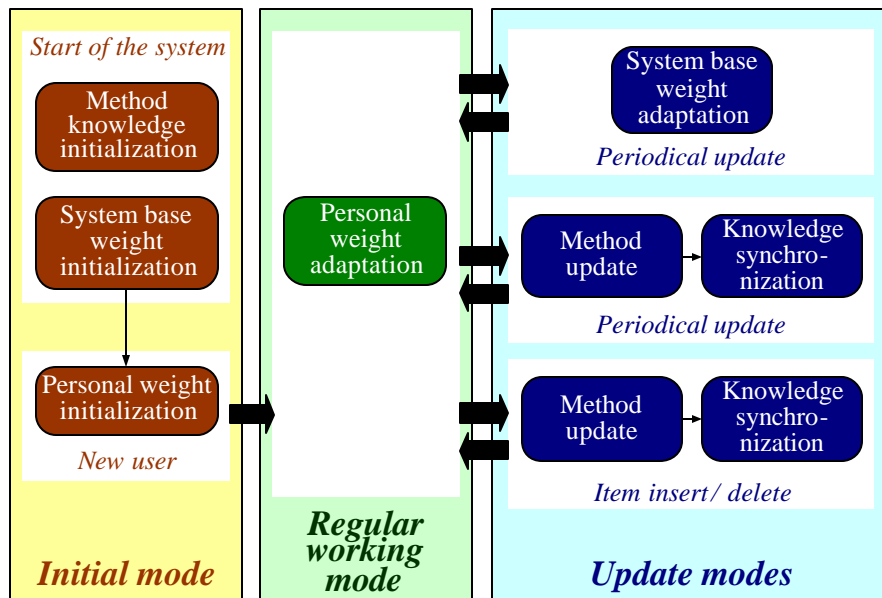 Start of the system
Method
knowledge
initialization
System base
weight
initialization
Personal weight
initialization
New user
Initial mode
Personal
weight
adaptation
Regular
working
mode
System base
weight
adaptation
Periodical update
Method
update
Knowledge
synchro-
nization
Periodical update
Method
update
Knowledge
synchro-
nization
Item insert / delete
Update modes